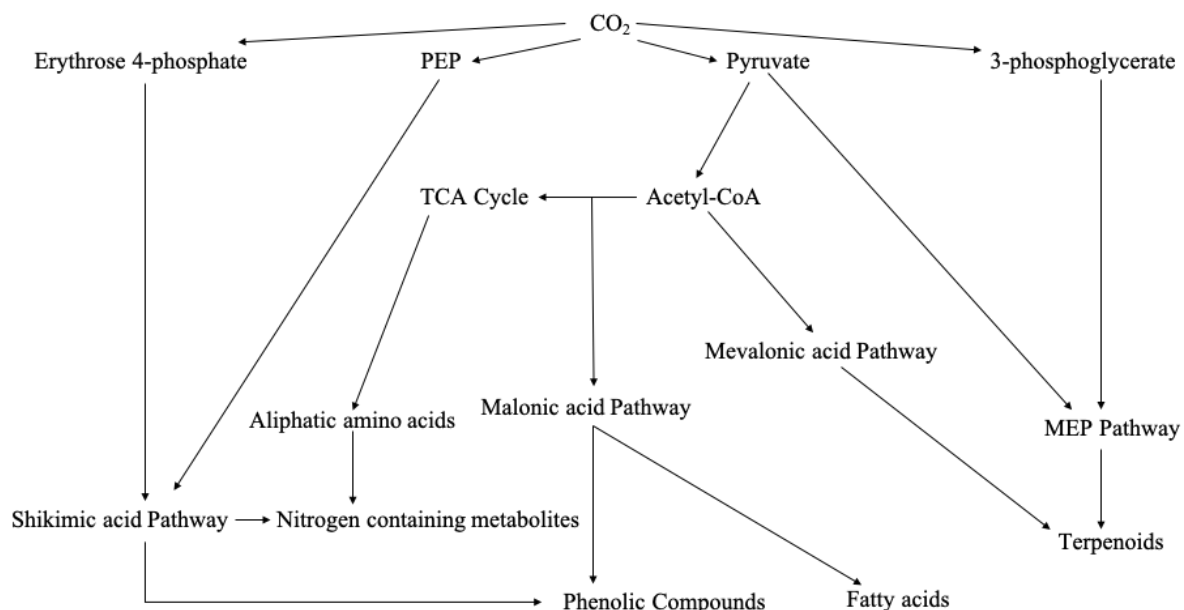 CO₂
Erythrose 4-phosphate
PEP
Pyruvate
3-phosphoglycerate
TCA Cycle
Acetyl-CoA
Mevalonic acid Pathway
Malonic acid Pathway
Aliphatic amino acids
MEP Pathway
Shikimic acid Pathway
Nitrogen containing metabolites
Terpenoids
Phenolic Compounds
Fatty acids